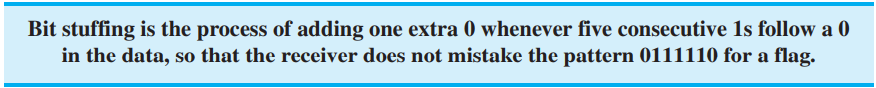 Bit stuffing is the process of adding one extra 0 whenever five consecutive 1s follow a 0
in the data, so that the receiver does not mistake the pattern 0111110 for a flag.